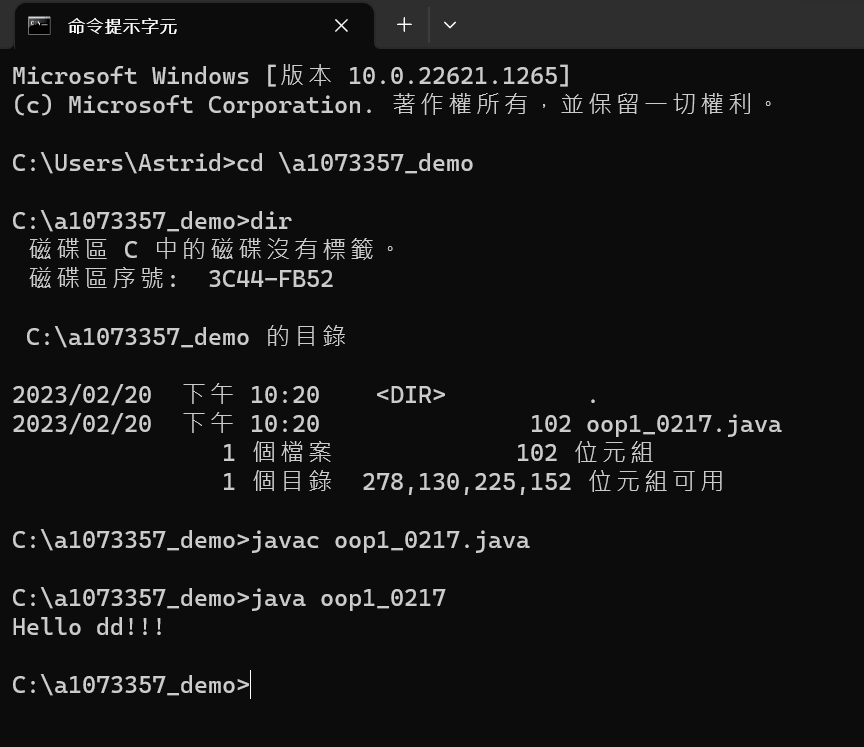 命令提示字元
Microsoft Windows [版本 10.0.22621.1265]
(c) Microsoft Corporation. 著作權所有，並保留一切權利。
C:\Users\Astrid>cd \a1073357_demo
C:\a1073357_demo>dir
 磁碟區 C 中的磁碟沒有標籤。
 磁碟區序號:  3C44-FB52
 C:\a1073357_demo 的目錄
2023/02/20  下午 10:20    <DIR>          .
2023/02/20  下午 10:20               102 oop1_0217.java
               1 個檔案             102 位元組
               1 個目錄  278,130,225,152 位元組可用
C:\a1073357_demo>javac oop1_0217.java
C:\a1073357_demo>java oop1_0217
Hello dd!!!
C:\a1073357_demo>